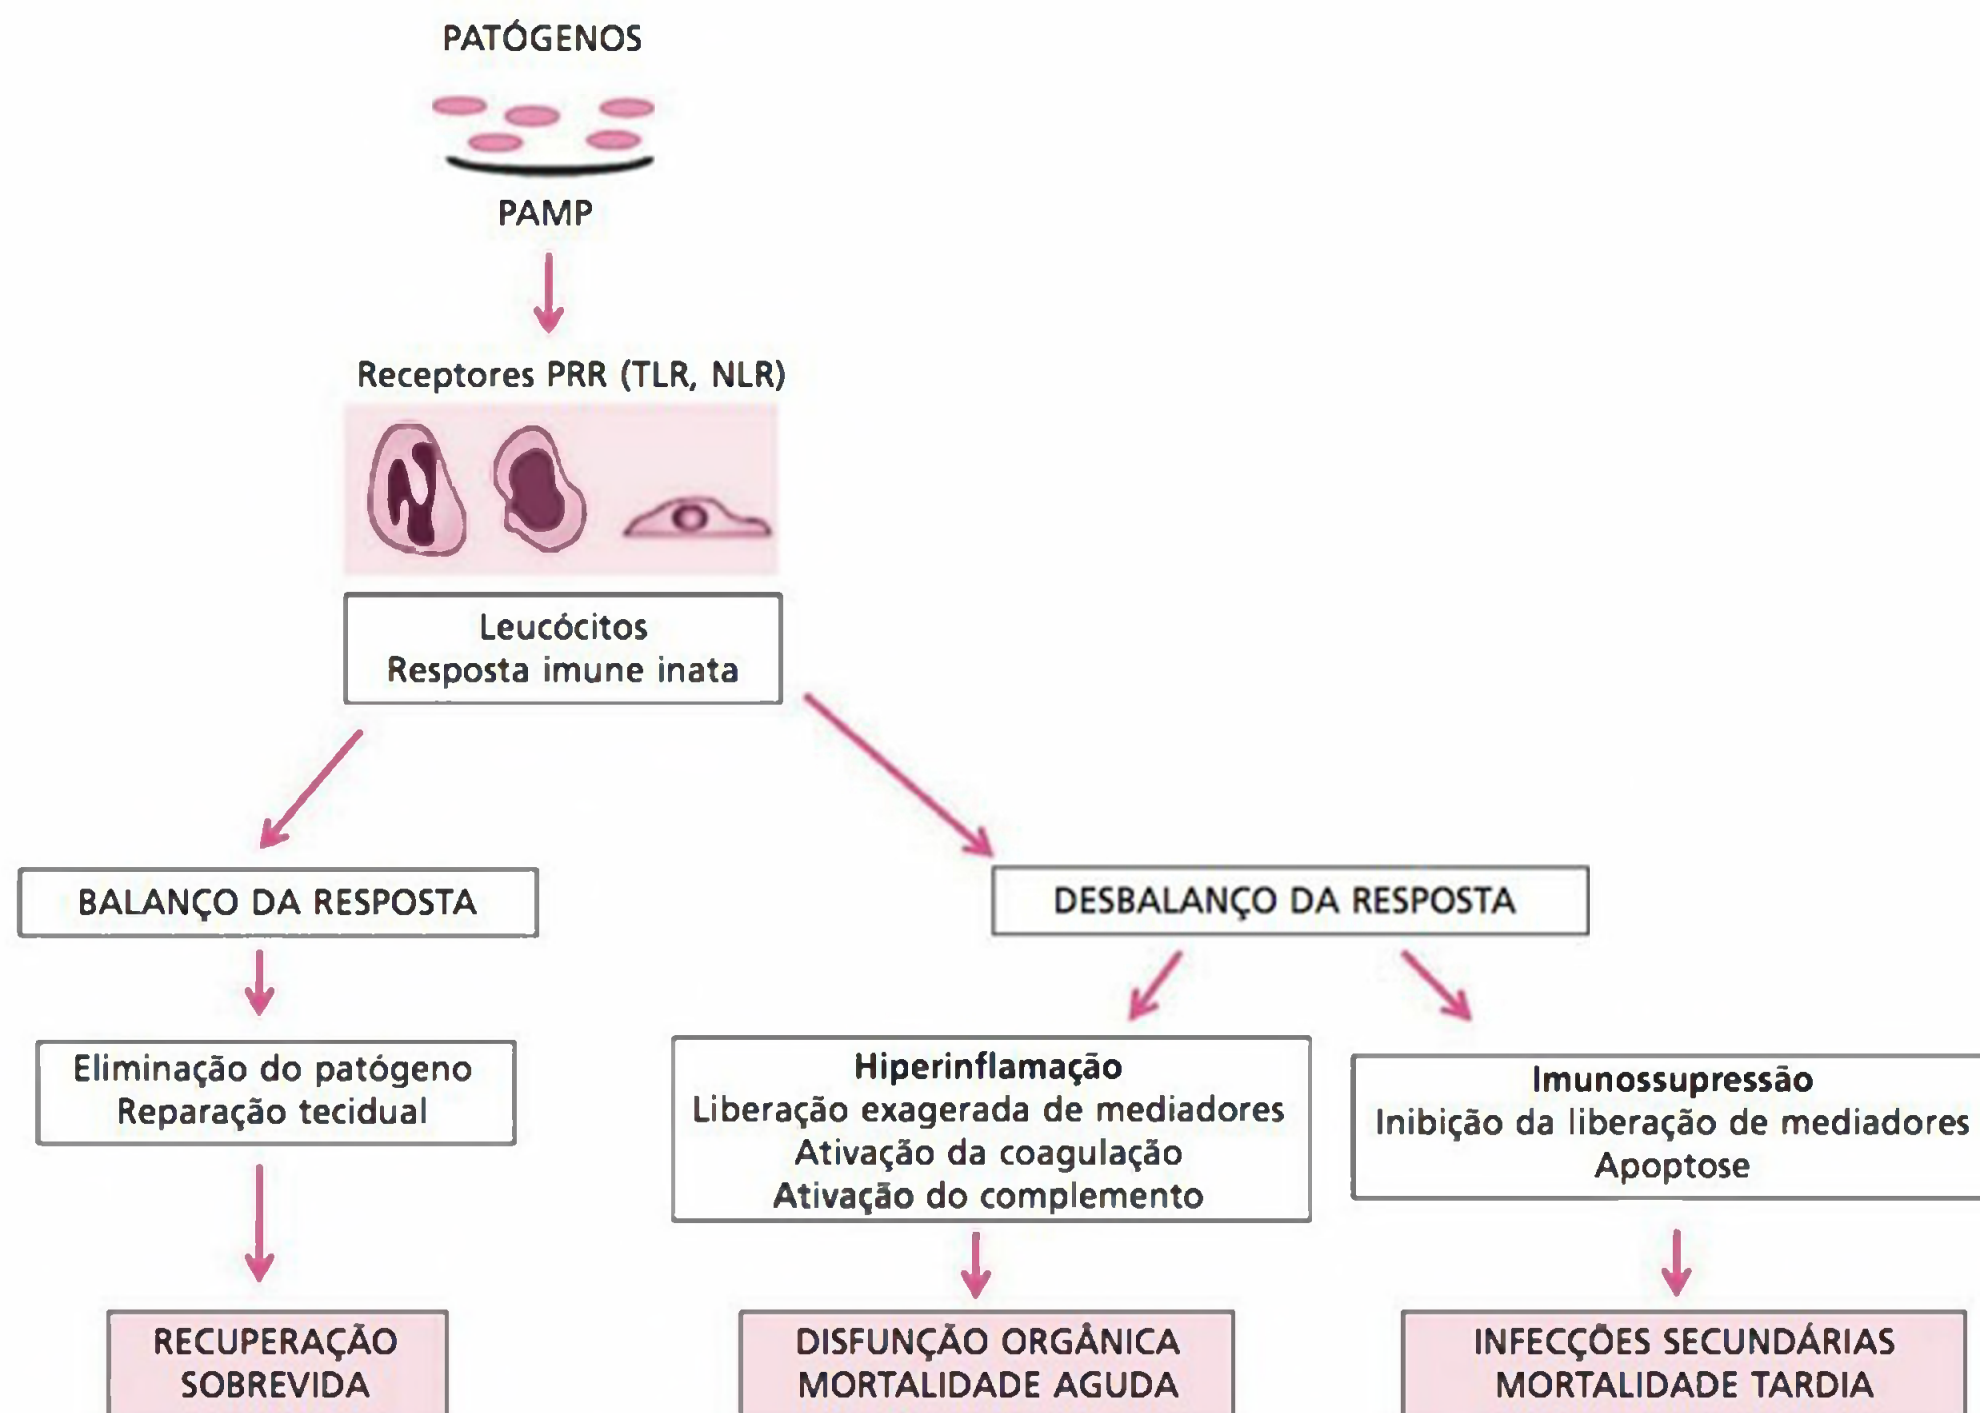 PATÓGENOS
PAMP
Receptores PRR (TLR, NLR)
Leucócitos
Resposta imune inata
BALANÇO DA RESPOSTA
Eliminação do patógeno
Reparação tecidual
RECUPERAÇÃO
SOBREVIDA
DESBALANÇO DA RESPOSTA
Hiperinflamação
Liberação exagerada de mediadores
Ativação da coagulação
Ativação do complemento
DISFUNÇÃO ORGÂNICA
MORTALIDADE AGUDA
Imunossupressão
Inibição da liberação de mediadores
Apoptose
INFECÇÕES SECUNDÁRIAS
MORTALIDADE TARDIA